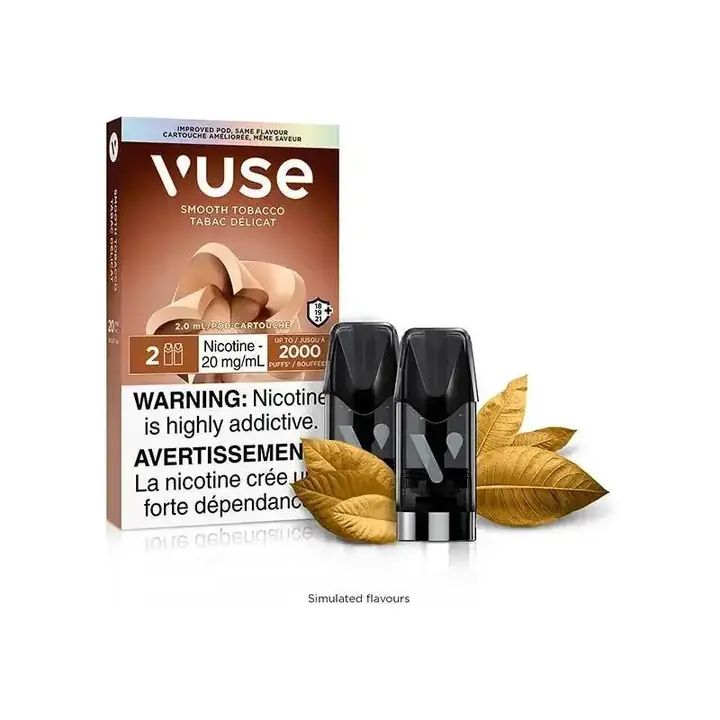 IMPROVED POD, SAME FLAVOUR
CARTOUCHE AMÉLIORÉE, MÊME SAVEUR
VUSE
SMOOTH TOBACCO
TABAC DÉLICAT
SMOOTH TOBACCO
TABAC DÉLICAT
2.0 mL/POD·CARTOUCHE
18
19
21
+
2
Nicotine -
20 mg/mL
UP TO / JUSQU'À
2000
PUFFS* / BOUFFÉES
WARNING: Nicotine
is highly addictive.
AVERTISSEMEN
La nicotine crée u
forte dépendanc
Simulated flavours